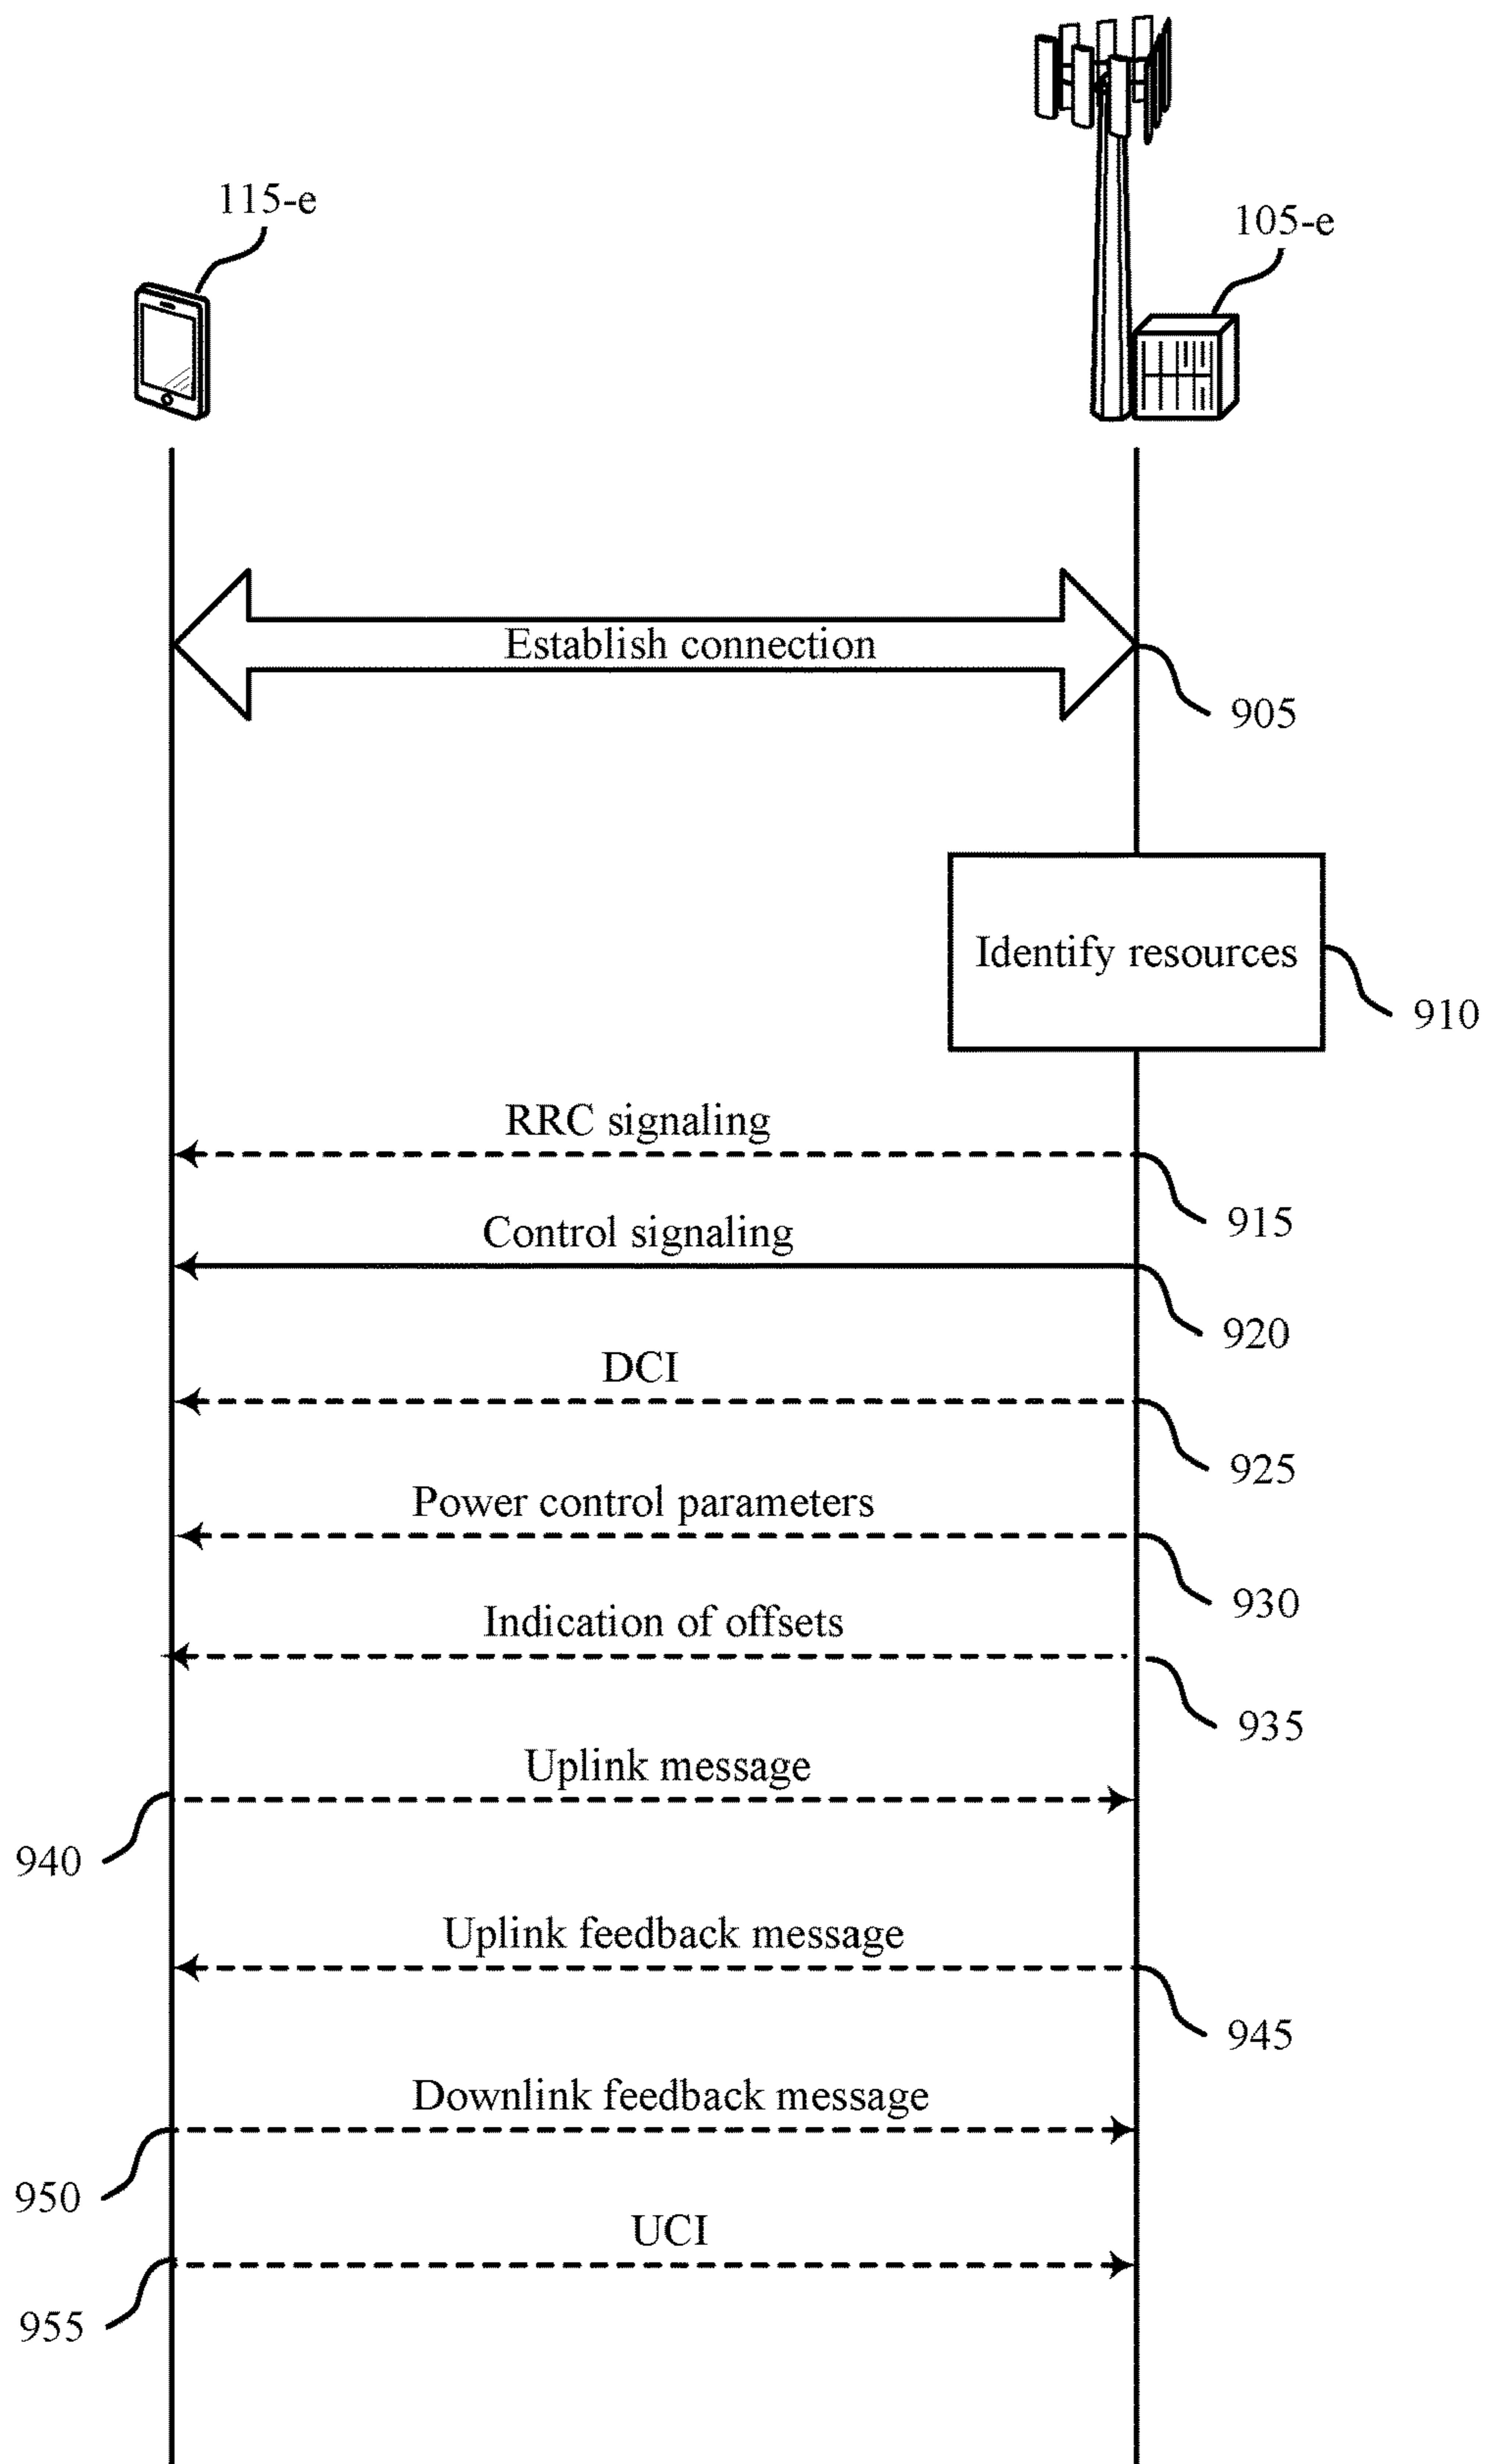 115-e
105-e
Establish connection
905
Identify resources
910
RRC signaling
915
Control signaling
920
DCI
925
Power control parameters
930
Indication of offsets
935
Uplink message
940
Uplink feedback message
945
Downlink feedback message
950
UCI
955